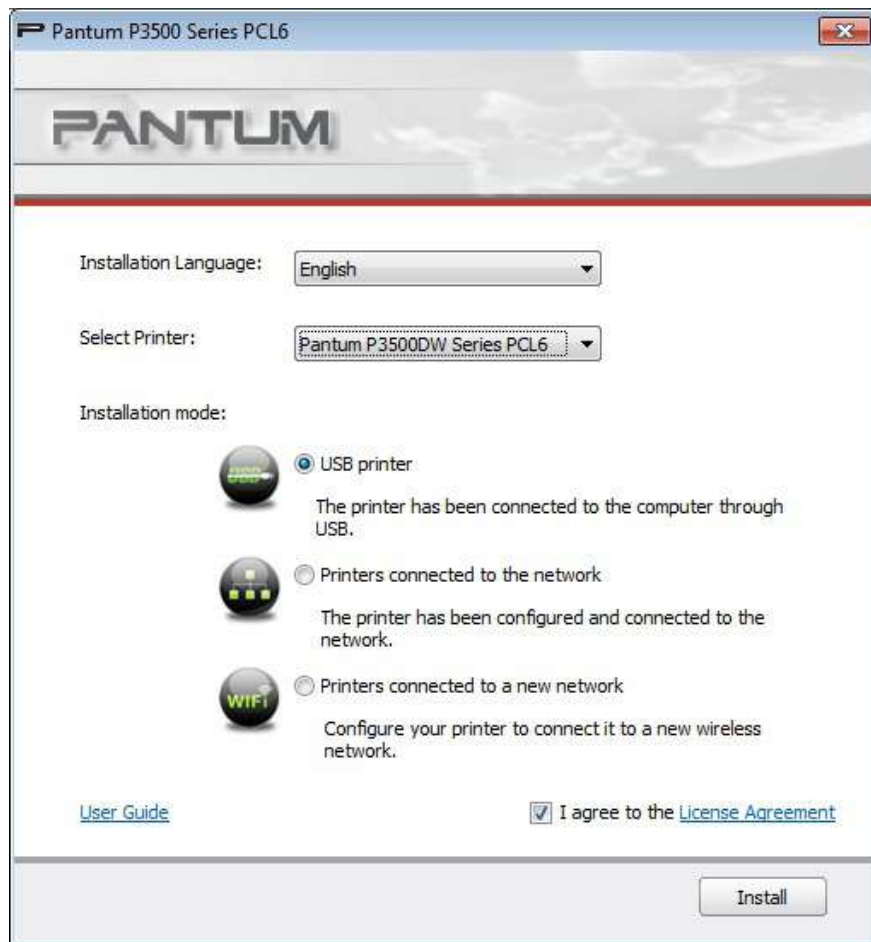 Pantum P3500 Series PCL6
PANTUM
Installation Language:
English
Select Printer:
Pantum P3500DW Series PCL6
Installation mode:
USB
USB printer
The printer has been connected to the computer through
USB.
Printers connected to the network
The printer has been configured and connected to the
network.
WiFi
Printers connected to a new network
Configure your printer to connect it to a new wireless
network.
User Guide
I agree to the License Agreement
Install